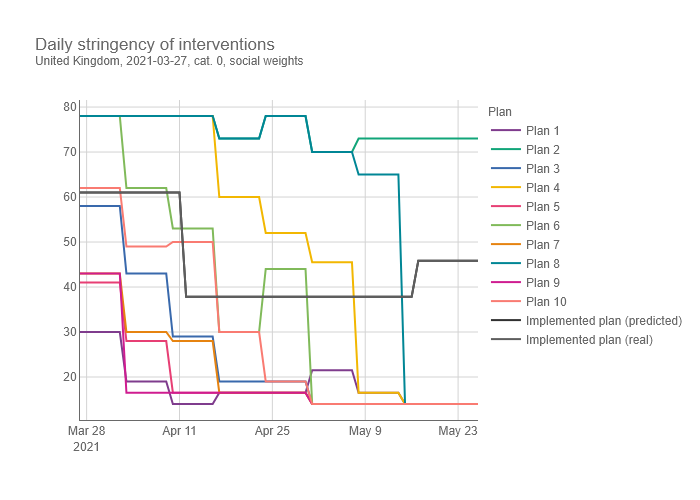 Daily stringency of interventions
United Kingdom, 2021-03-27, cat. 0, social weights
80
70
60
50
40
30
20
Mar 28
2021
Apr 11
Apr 25
May 9
May 23
Plan
Plan 1
Plan 2
Plan 3
Plan 4
Plan 5
Plan 6
Plan 7
Plan 8
Plan 9
Plan 10
Implemented plan (predicted)
Implemented plan (real)